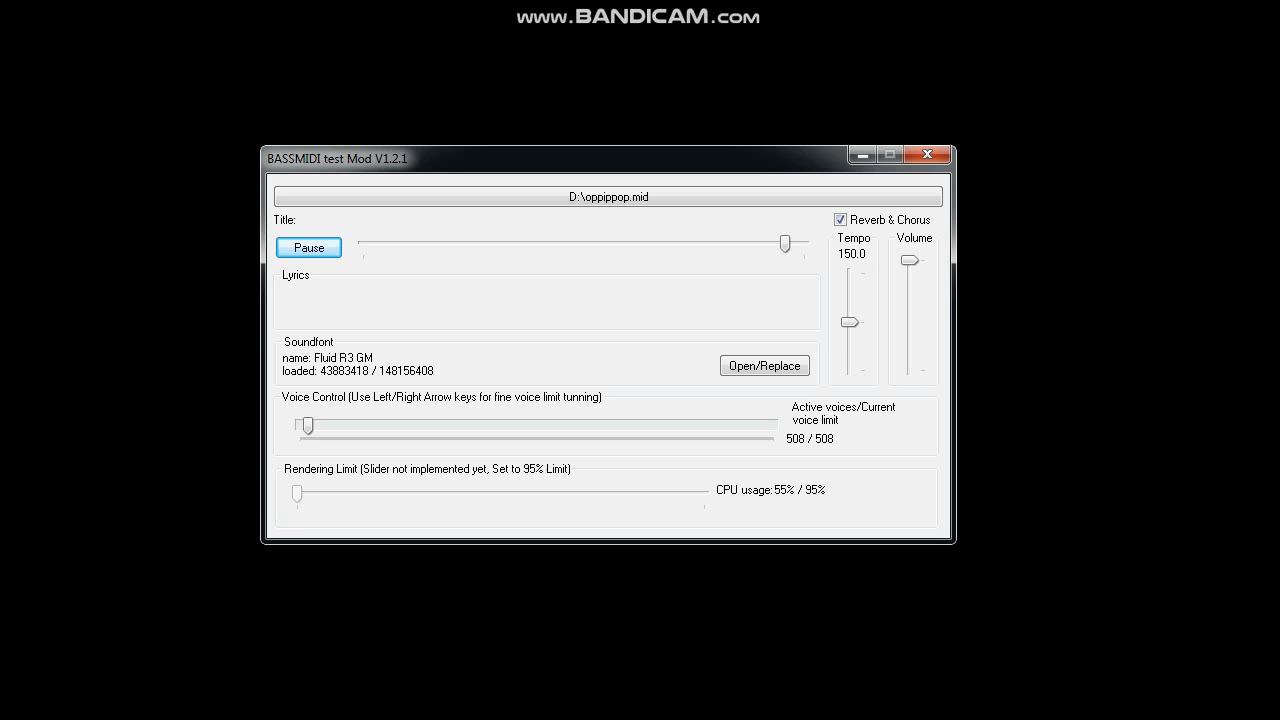 www.BANDICAM.com
BASSMIDI test Mod V1.2.1
D:\oppippop.mid
Title:
Reverb & Chorus
Pause
Tempo
150.0
Volume
Lyrics
Soundfont
name: Fluid R3 GM
loaded: 43883418 / 148156408
Open/Replace
Voice Control (Use Left/Right Arrow keys for fine voice limit tunning)
Active voices/Current
voice limit
508 / 508
Rendering Limit (Slider not implemented yet, Set to 95% Limit)
CPU usage: 55% / 95%